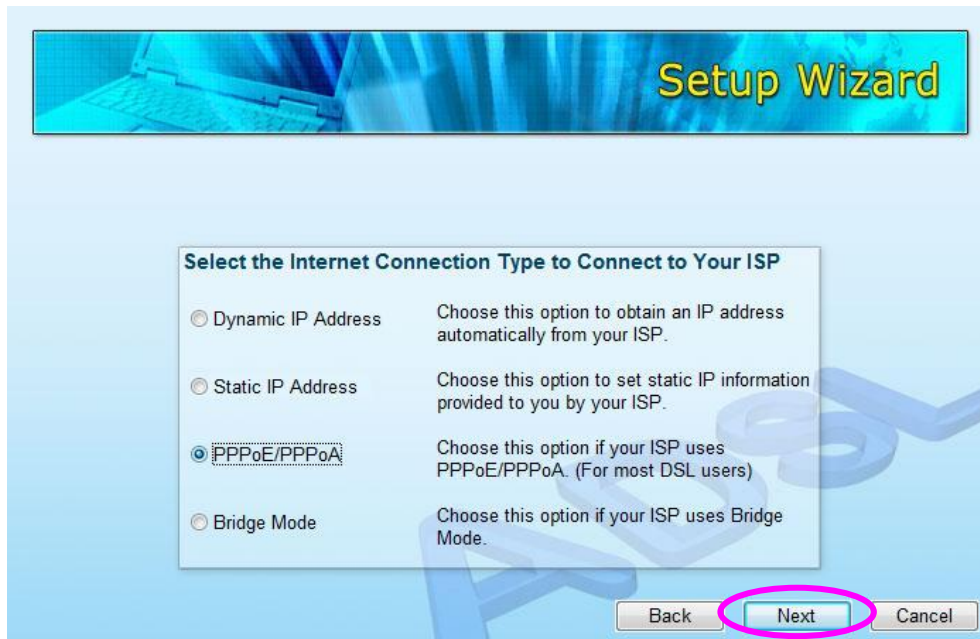 Setup Wizard
Select the Internet Connection Type to Connect to Your ISP
Dynamic IP Address
Choose this option to obtain an IP address
automatically from your ISP.
Static IP Address
Choose this option to set static IP information
provided to you by your ISP.
PPPoE/PPPoA
Choose this option if your ISP uses
PPPoE/PPPoA. (For most DSL users)
Bridge Mode
Choose this option if your ISP uses Bridge
Mode.
ADSL
Back
Next
Cancel